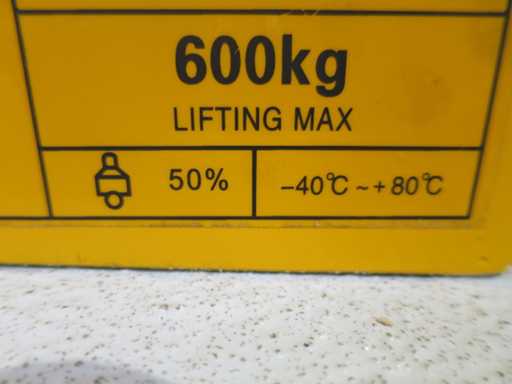 600kg
LIFTING MAX
50%
-40℃ ~ +80℃